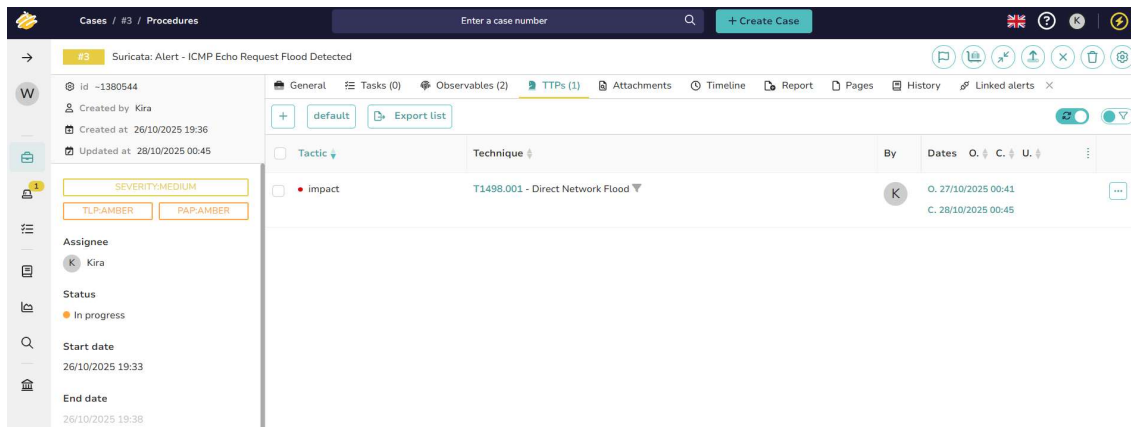 Cases / #3 / Procedures
Enter a case number
+ Create Case
K
#3 Suricata: Alert - ICMP Echo Request Flood Detected
W
id ~1380544
Created by Kira
Created at 26/10/2025 19:36
Updated at 28/10/2025 00:45
SEVERITY:MEDIUM
TLP:AMBER PAP:AMBER
Assignee
K Kira
Status
In progress
Start date
26/10/2025 19:33
End date
26/10/2025 19:38
1
General Tasks (0) Observables (2) TTPs (1) Attachments Timeline Report Pages History Linked alerts
+ default Export list
Tactic Technique By Dates O. C. U.
impact T1498.001 - Direct Network Flood K O. 27/10/2025 00:41
C. 28/10/2025 00:45